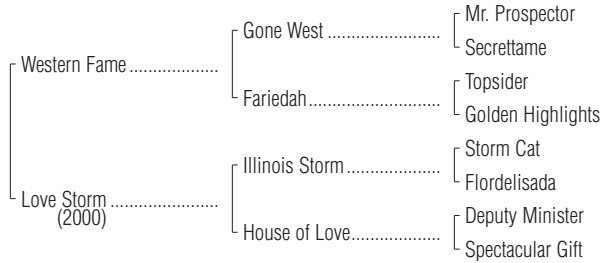 Mr. Prospector
Gone West ..................
Secrettame
Western Fame ...................
Topsider
Fariedah......................
Golden Highlights
Storm Cat
Illinois Storm ................
Flordelisada
Love Storm ......................
(2000)
Deputy Minister
House of Love................
Spectacular Gift